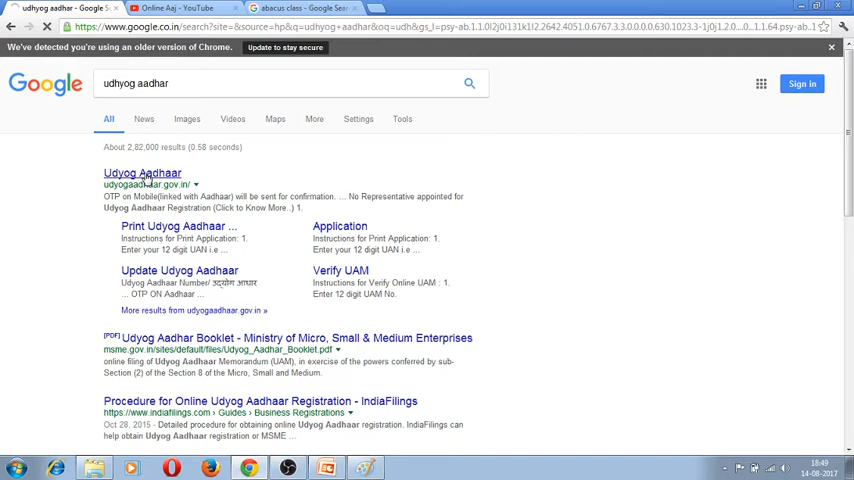 udhyog aadhar - Google S
Online Aaj - YouTube
abacus class - Google Sear
https://www.google.co.in/search?site=&source=hp&q=udhyog+aadhar&oq=udh&gs_l=psy-ab.1.1.0l2j0i131k1l2.2642.4051.0.6767.3.3.0.0.0.0.630.1023.3-1j0j1.2.0....0...1.1.64.psy-ab..1
We've detected you're using an older version of Chrome. Update to stay secure
Google
udhyog aadhar
Sign in
All News Images Videos Maps More Settings Tools
About 2,82,000 results (0.58 seconds)
Udyog Aadhaar
udyogaadhaar.gov.in/
OTP on Mobile(linked with Aadhaar) will be sent for confirmation. ... No Representative appointed for
Udyog Aadhaar Registration (Click to Know More..) 1.
Print Udyog Aadhaar ...
Instructions for Print Application: 1.
Enter your 12 digit UAN i.e ...
Application
Instructions for Print Application: 1.
Enter your 12 digit UAN i.e ...
Update Udyog Aadhaar
Udyog Aadhaar Number/ उद्योग आधार
... OTP ON Aadhaar ...
Verify UAM
Instructions for Verify Online UAM : 1.
Enter 12 digit UAM No.
More results from udyogaadhaar.gov.in »
[PDF] Udyog Aadhar Booklet - Ministry of Micro, Small & Medium Enterprises
msme.gov.in/sites/default/files/Udyog_Aadhar_Booklet.pdf
online filing of Udyog Aadhaar Memorandum (UAM), in exercise of the powers conferred by sub-
Section (2) of the Section 8 of the Micro, Small and Medium.
Procedure for Online Udyog Aadhaar Registration - IndiaFilings
https://www.indiafilings.com › Guides › Business Registrations
Oct 28, 2015 - Detailed procedure for obtaining online Udyog Aadhaar registration. IndiaFilings can
help obtain Udyog Aadhaar registration or MSME ...
18:49
14-08-2017